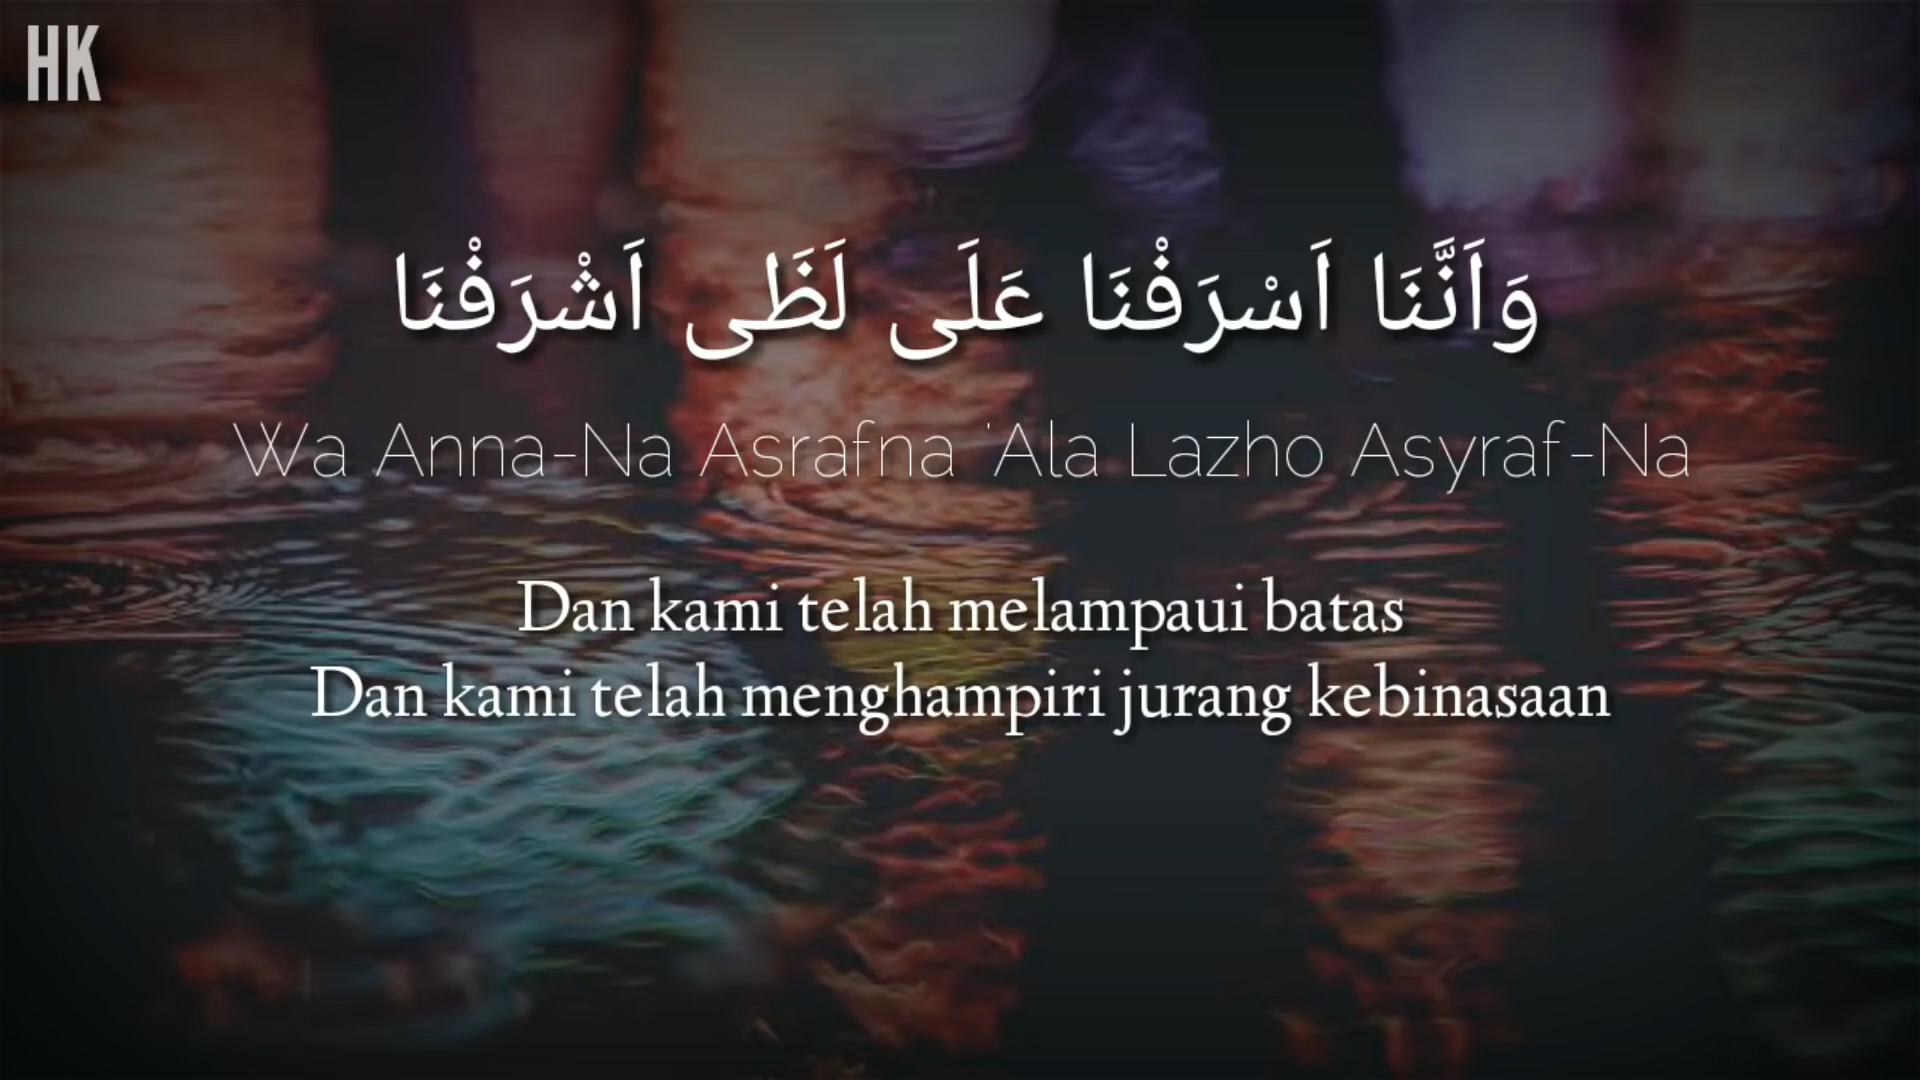 HK
وَاَنَّنَا اَسْرَفْنَا عَلَى لَظَى اَشْرَفْنَا
Wa Anna-Na Asrafna 'Ala Lazho Asyraf-Na
Dan kami telah melampaui batas
Dan kami telah menghampiri jurang kebinasaan